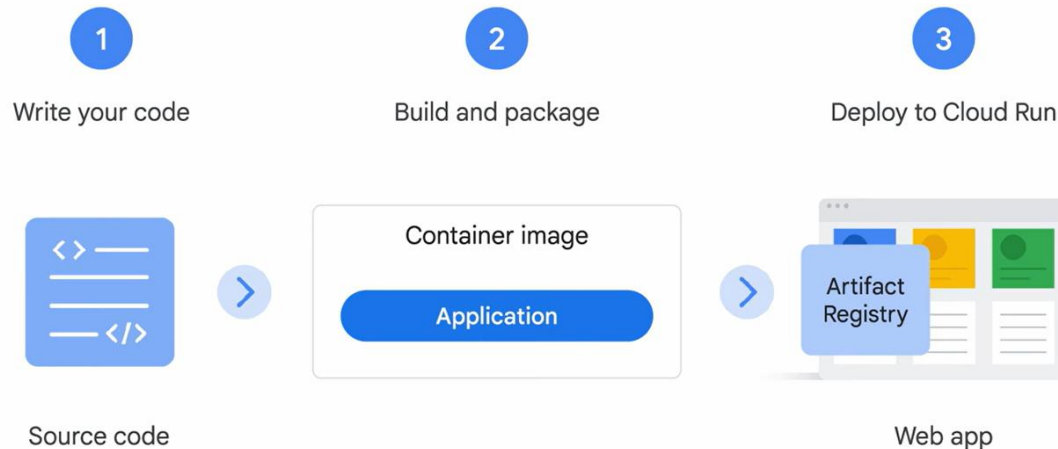 1
Write your code
Source code
2
Build and package
Container image
Application
3
Deploy to Cloud Run
Artifact
Registry
Web app